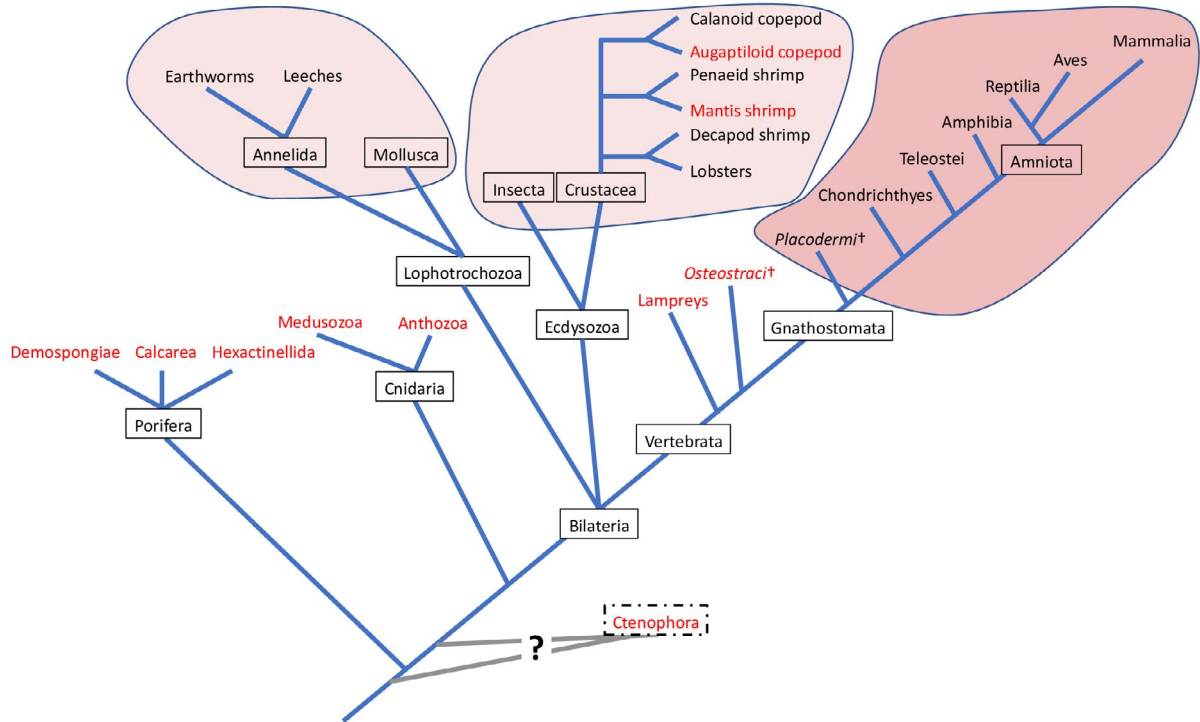 Calanoid copepod
Augaptiloid copepod
Penaeid shrimp
Mantis shrimp
Decapod shrimp
Lobsters
Earthworms
Leeches
Annelida
Mollusca
Insecta
Crustacea
Mammalia
Aves
Reptilia
Amphibia
Amniota
Teleostei
Chondrichthyes
Placodermi†
Lophotrochozoa
Osteostraci†
Lampreys
Gnathostomata
Ecdysozoa
Medusozoa
Anthozoa
Demospongiae
Calcarea
Hexactinellida
Cnidaria
Porifera
Vertebrata
Bilateria
Ctenophora
?